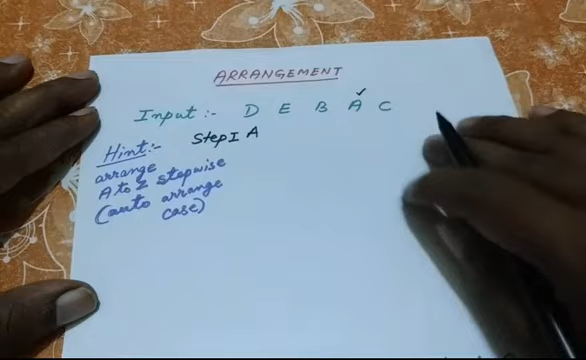 ARRANGEMENT
Input :- D E B A C
Step I A
Hint :-
arrange
A to Z stepwise
(auto arrange
case)